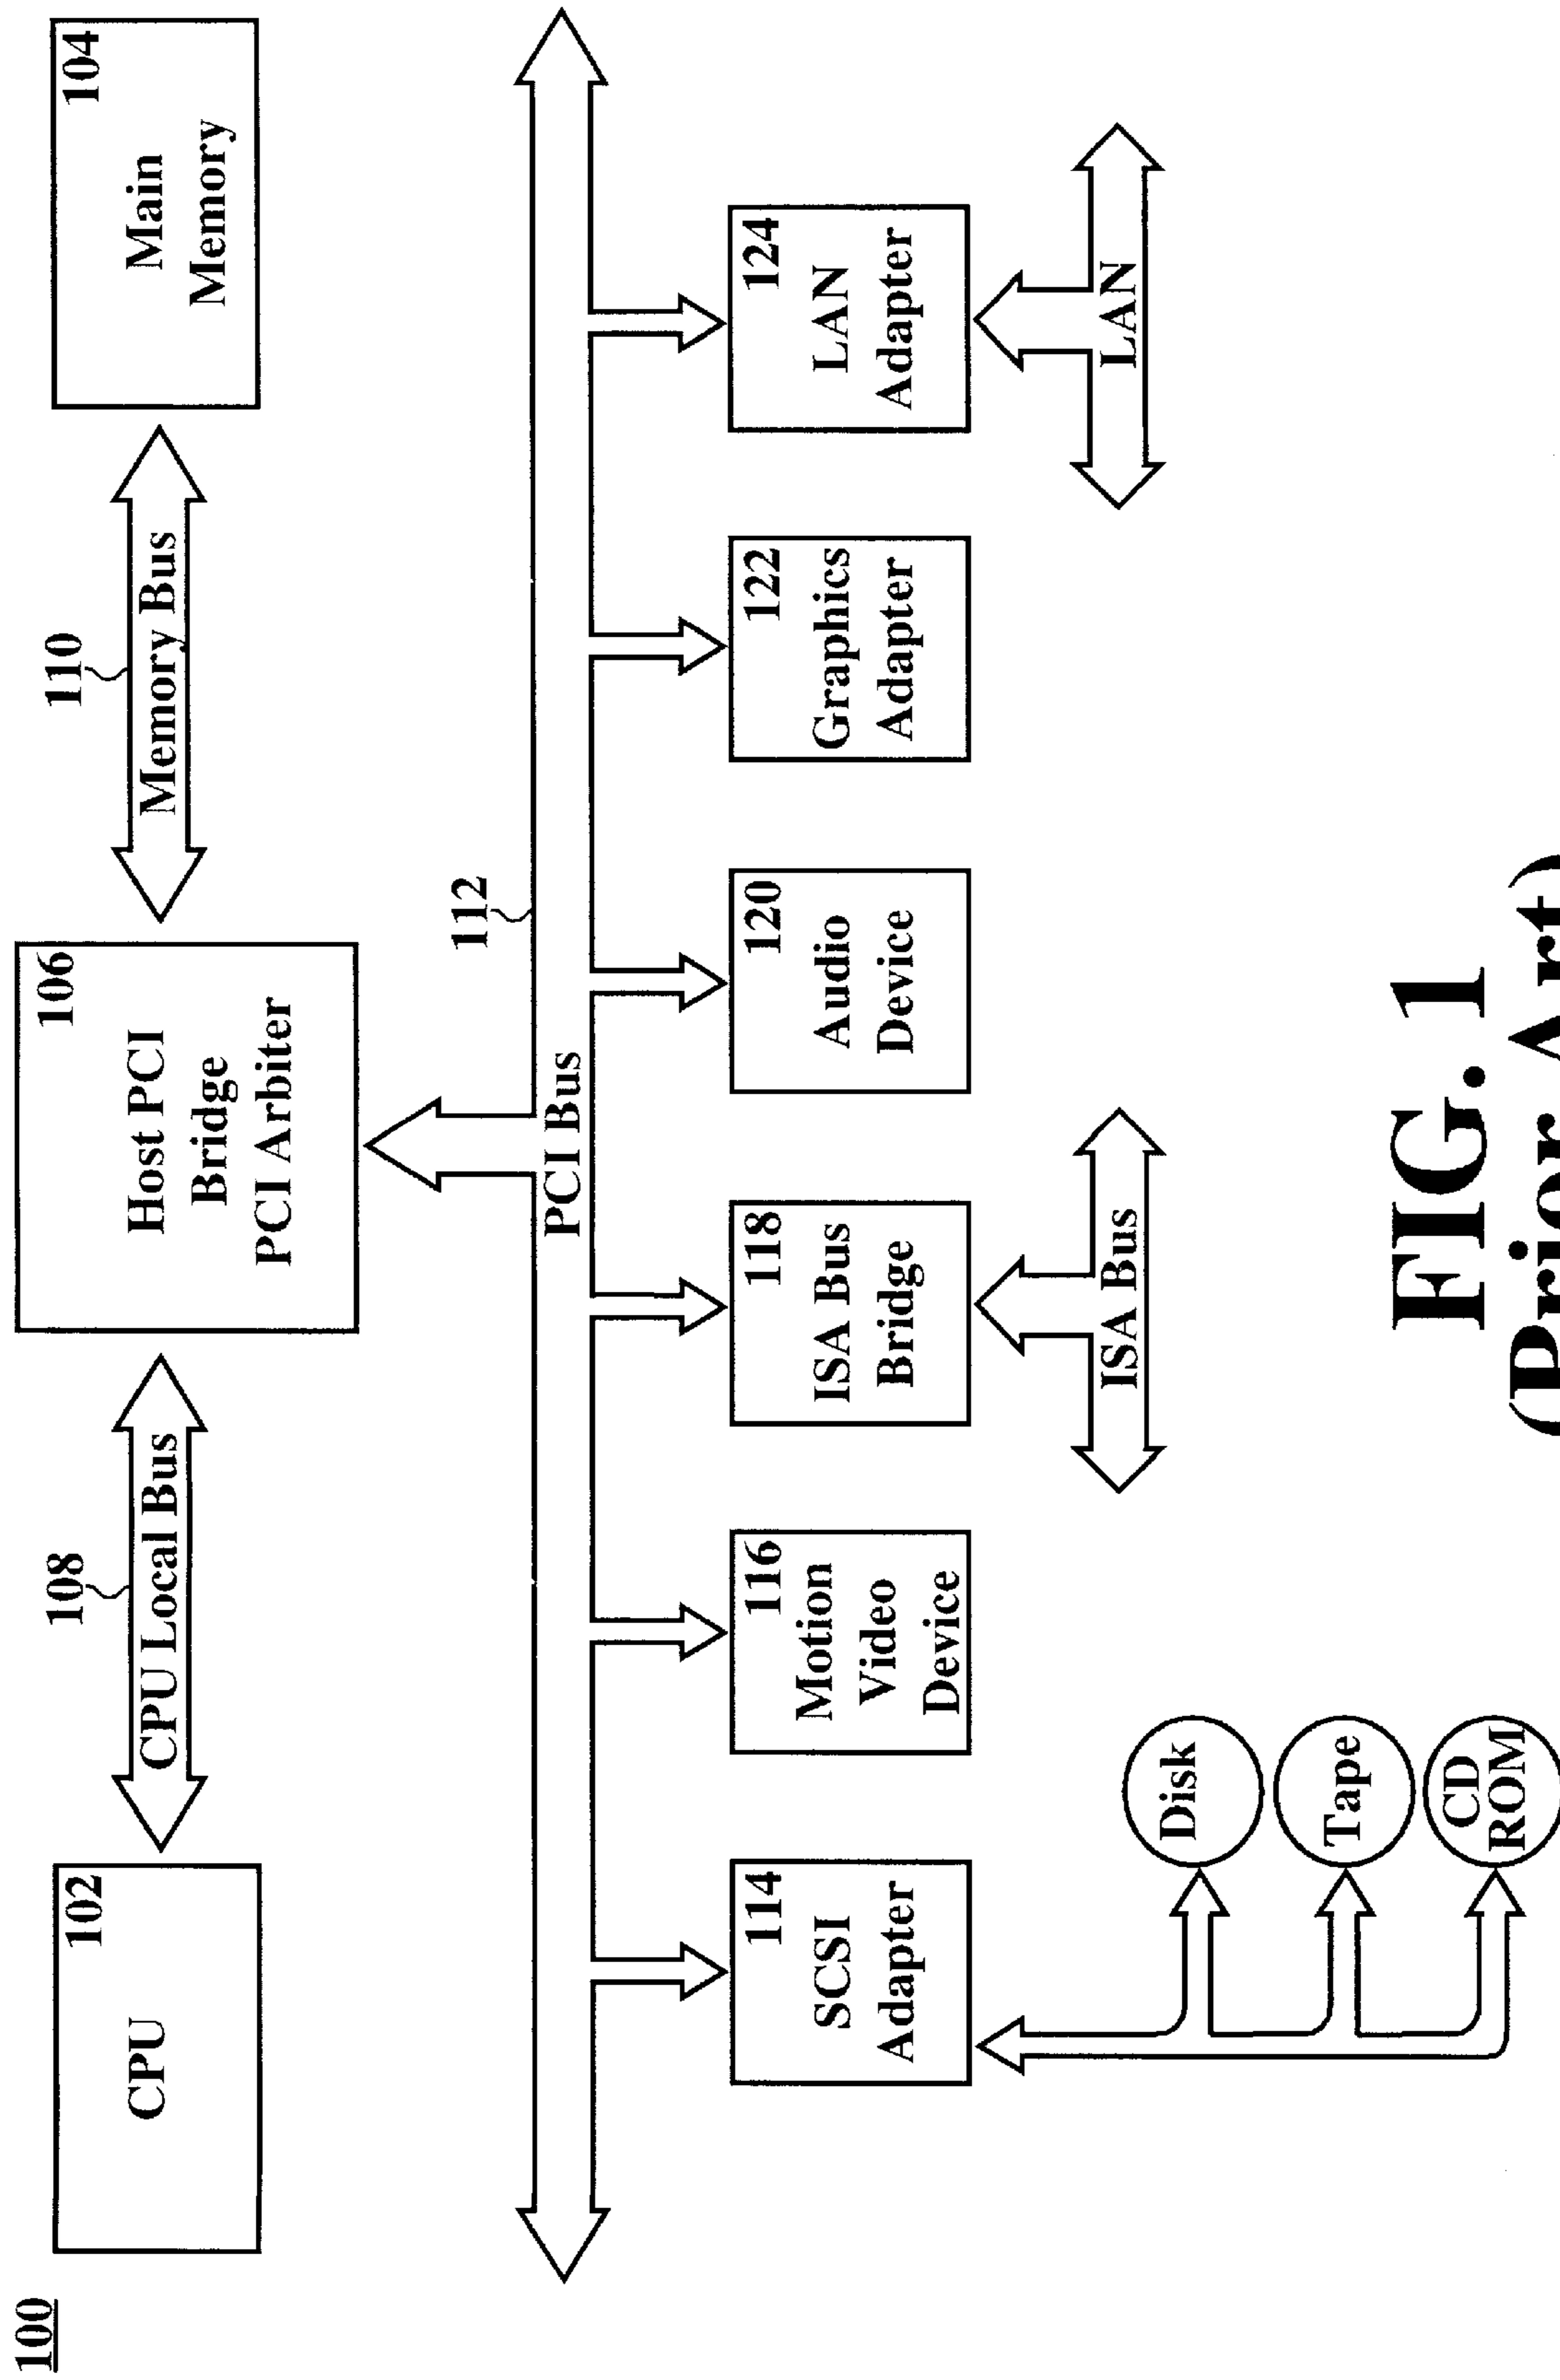 100
102
CPU
108
CPU Local Bus
106
Host PCI
Bridge
PCI Arbiter
110
Memory Bus
104
Main
Memory
112
PCI Bus
114
SCSI
Adapter
116
Motion
Video
Device
118
ISA Bus
Bridge
120
Audio
Device
122
Graphics
Adapter
124
LAN
Adapter
Disk
Tape
CD
ROM
ISA Bus
LAN
FIG. 1
(Prior Art)